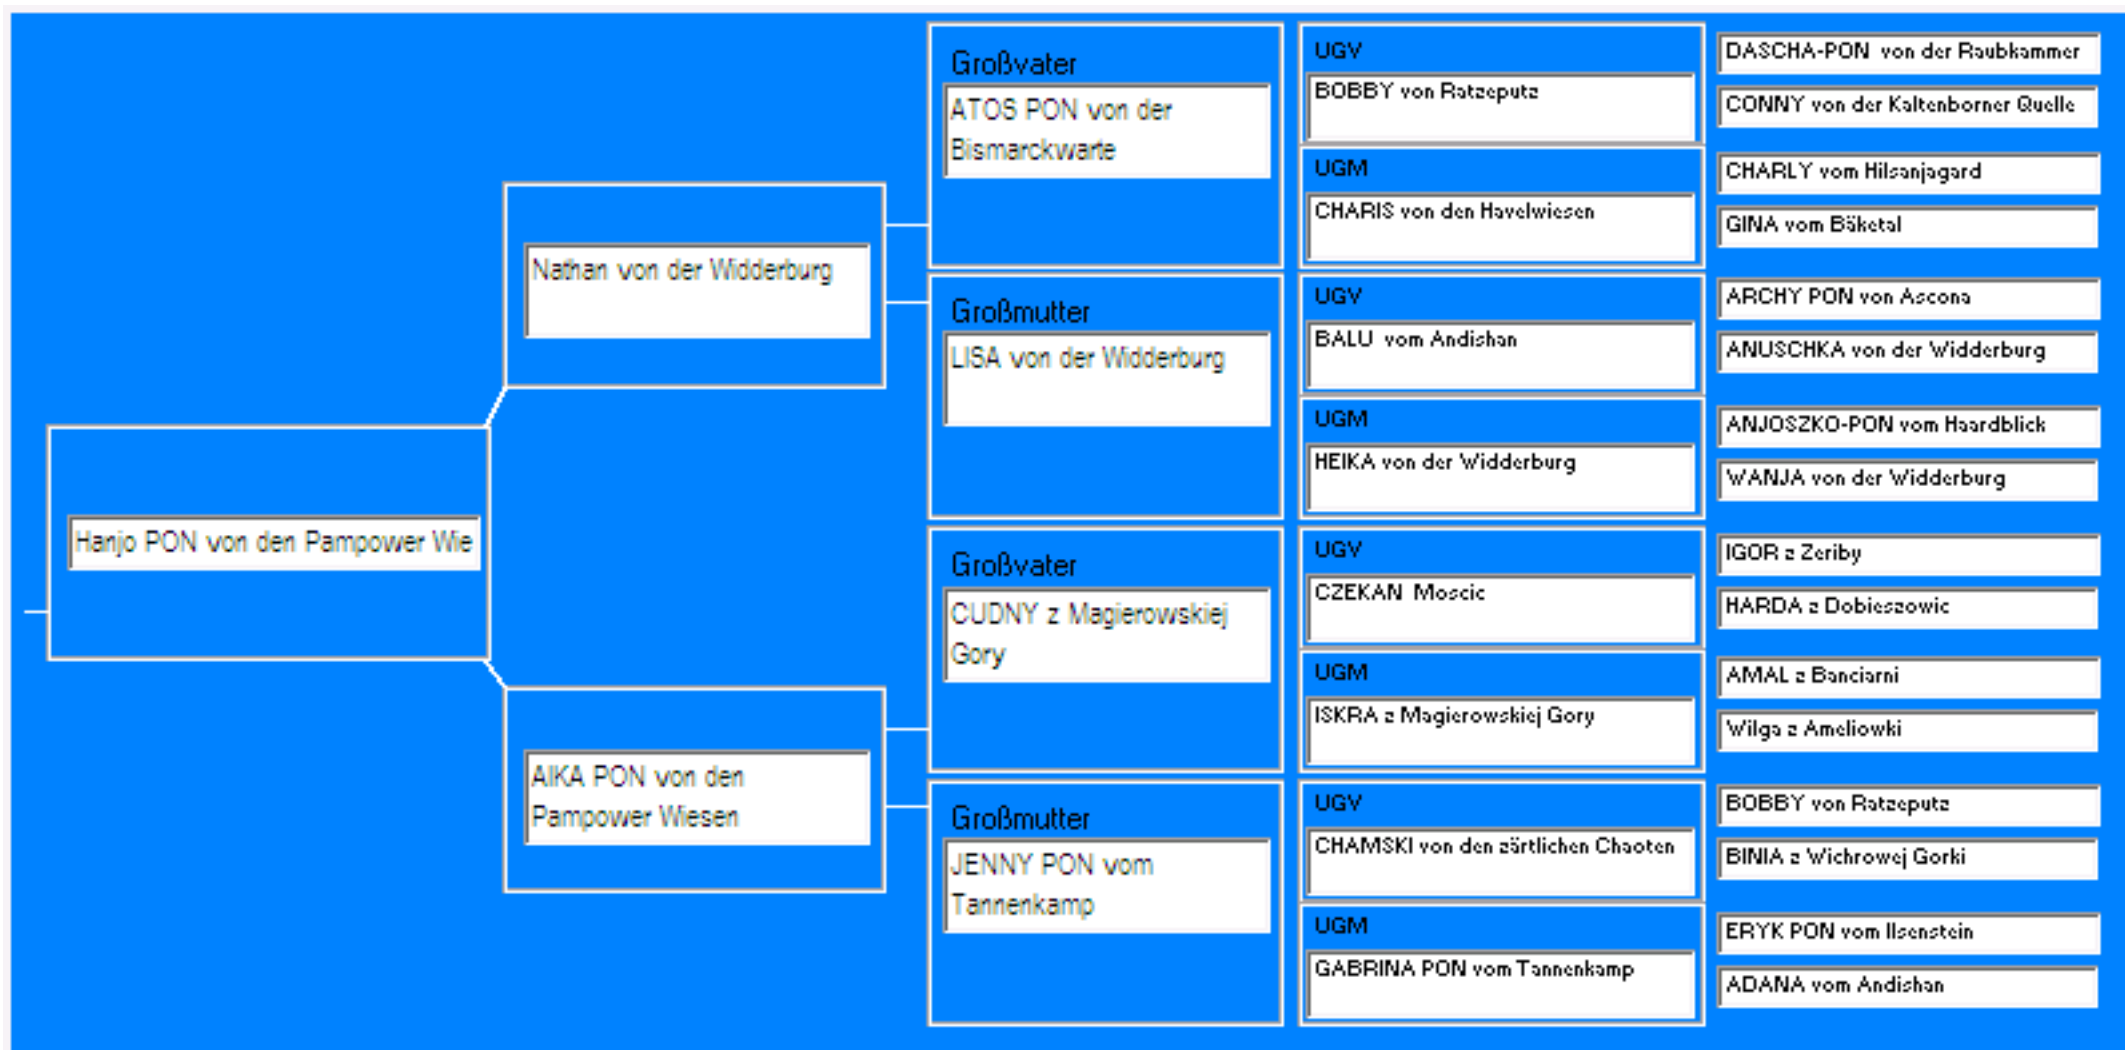 Hanjo PON von den Pampower Wie
Nathan von der Widderburg
AIKA PON von den
Pampower Wiesen
Großvater
ATOS PON von der
Bismarckwarte
Großmutter
LISA von der Widderburg
Großvater
CUDNY z Magierowskiej
Gory
Großmutter
JENNY PON vom
Tannenkamp
UGV
BOBBY von Ratzeputz
UGM
CHARIS von den Havelwiesen
UGV
BALU vom Andishan
UGM
HEIKA von der Widderburg
UGV
CZEKAN Moscic
UGM
ISKRA z Magierowskiej Gory
UGV
CHAMSKI von den zärtlichen Chaoten
UGM
GABRINA PON vom Tannenkamp
DASCHA-PON von der Raubkammer
CONNY von der Kaltenborner Quelle
CHARLY vom Hilsanjagard
GINA vom Bäketal
ARCHY PON von Ascona
ANUSCHKA von der Widderburg
ANJOSZKO-PON vom Haardblick
WANJA von der Widderburg
IGOR z Zeriby
HARDA z Dobieszowic
AMAL z Banciarni
Wilga z Ameliowki
BOBBY von Ratzeputz
BINIA z Wichrowej Gorki
ERYK PON vom Ilsenstein
ADANA vom Andishan